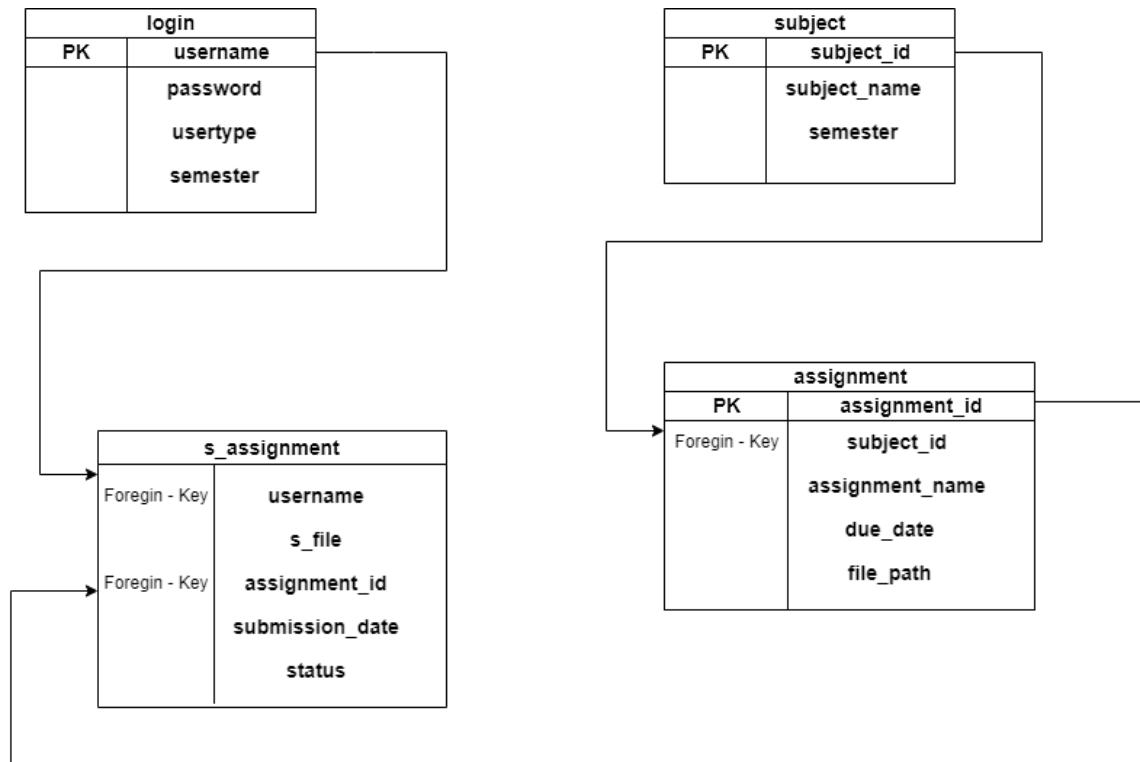 login
PK username
password
usertype
semester
subject
PK subject_id
subject_name
semester
s_assignment
Foregin - Key username
s_file
Foregin - Key assignment_id
submission_date
status
assignment
PK assignment_id
Foregin - Key subject_id
assignment_name
due_date
file_path